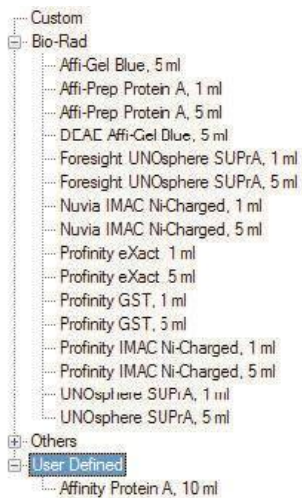 Custom
Bio-Rad
Affi-Gel Blue, 5 ml
Affi-Prep Protein A, 1 ml
Affi-Prep Protein A, 5 ml
DEAE Affi-Gel Blue, 5 ml
Foresight UNOsphere SUPrA, 1 ml
Foresight UNOsphere SUPrA, 5 ml
Nuvia IMAC Ni-Charged, 1 ml
Nuvia IMAC Ni-Charged, 5 ml
Profinity eXact, 1 ml
Profinity eXact, 5 ml
Profinity GST, 1 ml
Profinity GST, 5 ml
Profinity IMAC Ni-Charged, 1 ml
Profinity IMAC Ni-Charged, 5 ml
UNOsphere SUPrA, 1 ml
UNOsphere SUPrA, 5 ml
Others
User Defined
Affinity Protein A, 10 ml